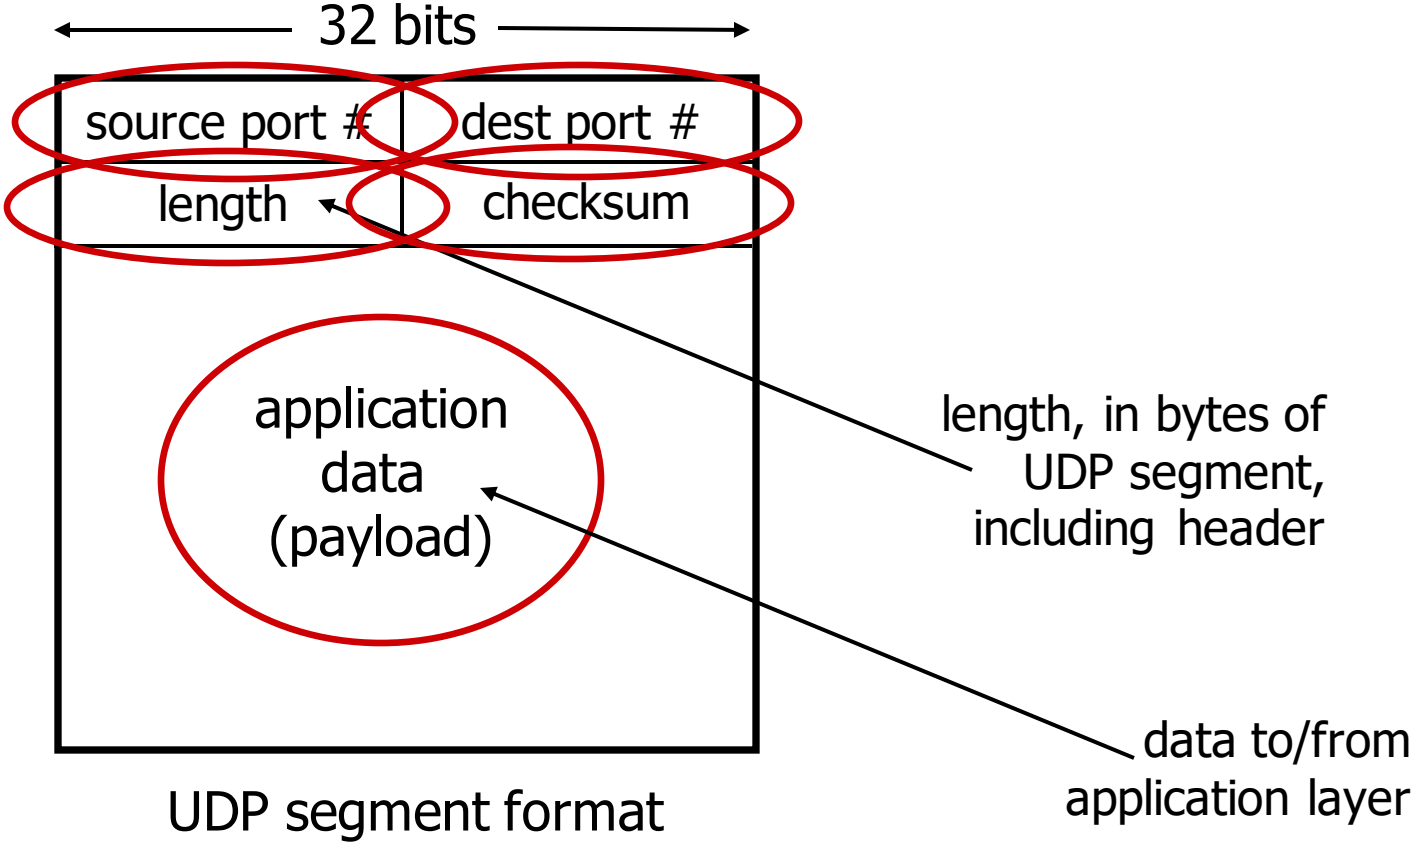 32 bits
source port #
dest port #
length
checksum
application
data
(payload)
length, in bytes of
UDP segment,
including header
data to/from
application layer
UDP segment format